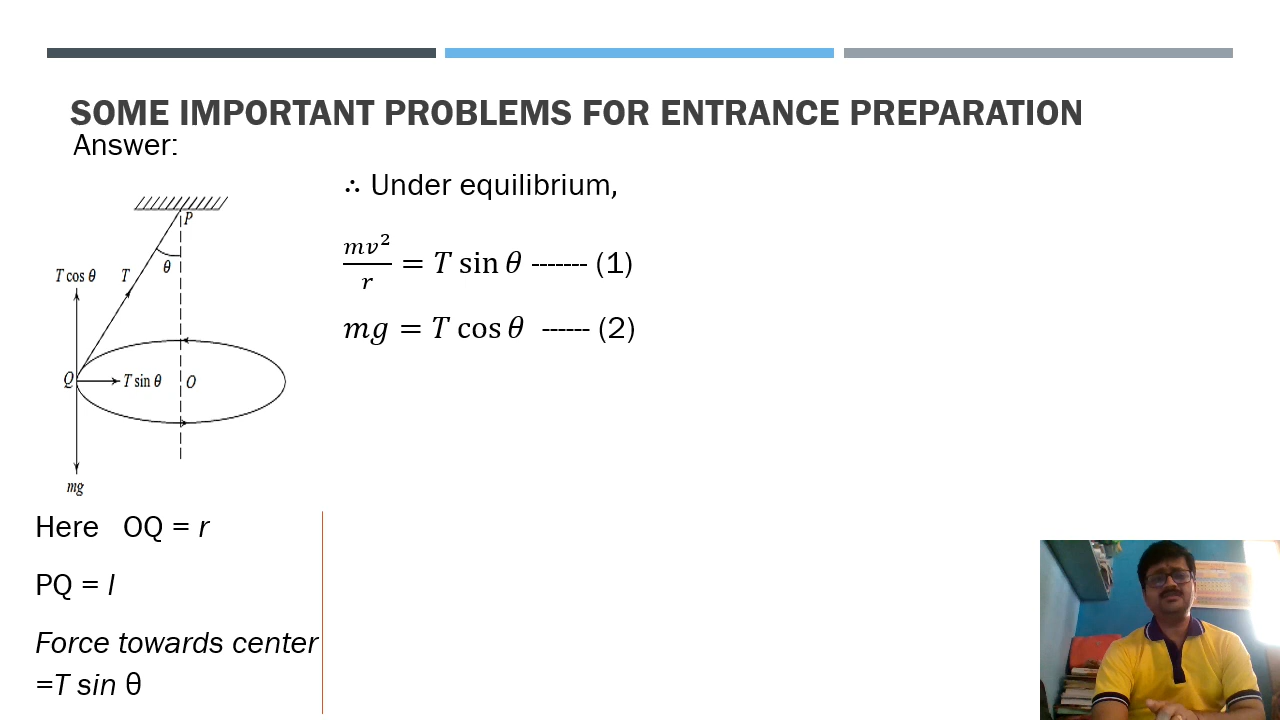 SOME IMPORTANT PROBLEMS FOR ENTRANCE PREPARATION
Answer:
∴ Under equilibrium,
mv²/r = T sin θ ------- (1)
mg = T cos θ ------ (2)
P
θ
T cos θ T
Q T sin θ O
mg
Here OQ = r
PQ = l
Force towards center
=T sin θ